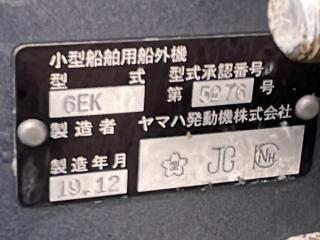 小型船舶用船外機
型 式 型式承認番号
6EK 第 5976 号
製造者 ヤマハ発動機株式会社
製造年月
19.12 JG NH